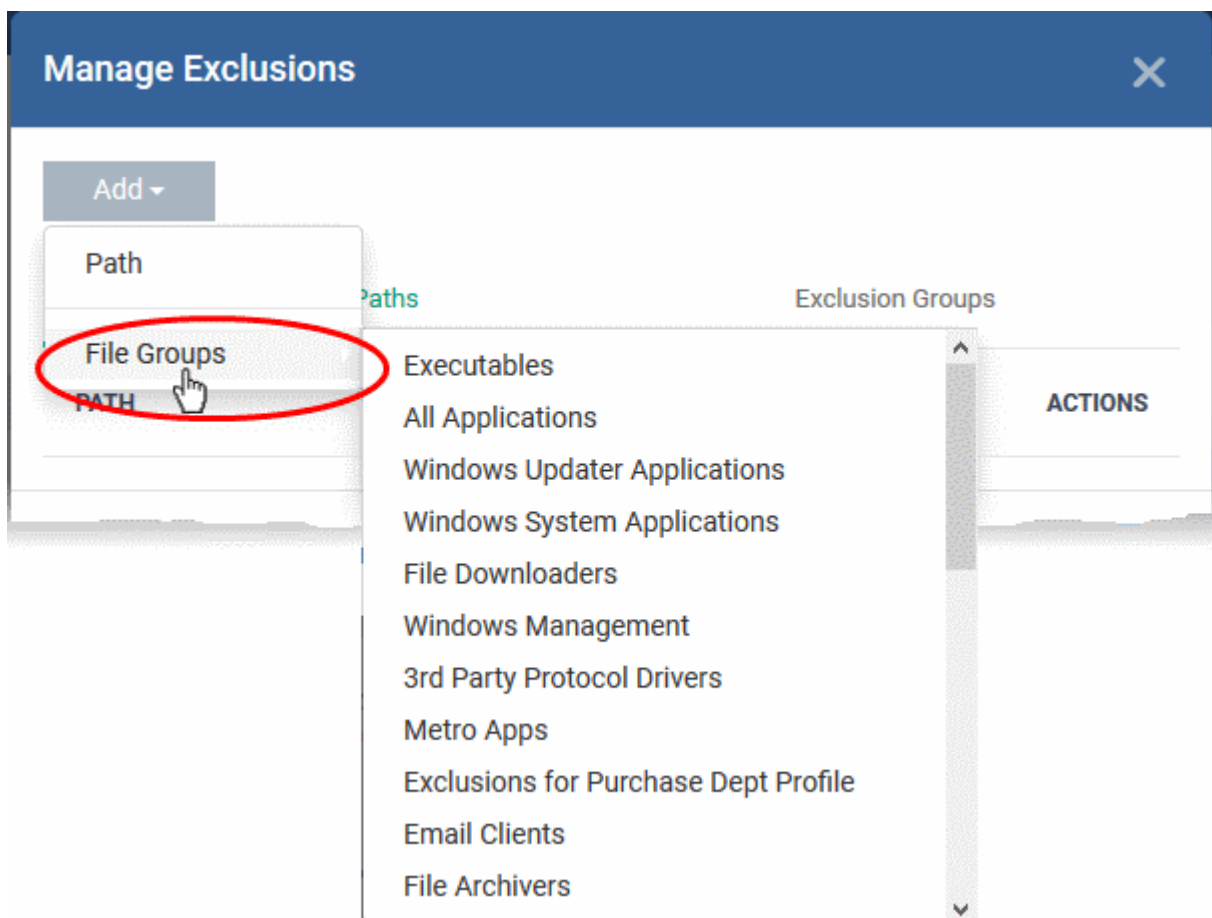 Manage Exclusions
Add
Path
Paths
Exclusion Groups
File Groups
PATH
ACTIONS
Executables
All Applications
Windows Updater Applications
Windows System Applications
File Downloaders
Windows Management
3rd Party Protocol Drivers
Metro Apps
Exclusions for Purchase Dept Profile
Email Clients
File Archivers